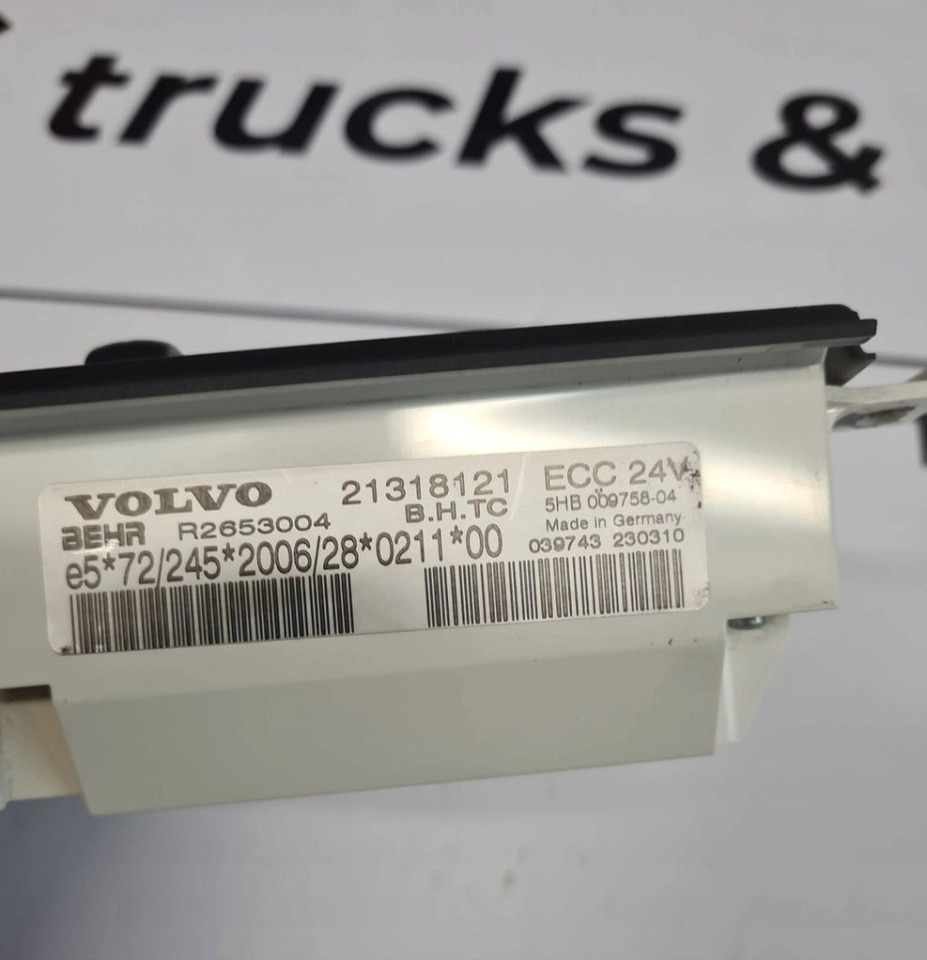 trucks &
VOLVO 21318121 ECC 24V
BEHR R2653004 B.H.TC 5HB 009758-04
Made in Germany
e5*72/245*2006/28*0211*00 039743 230310